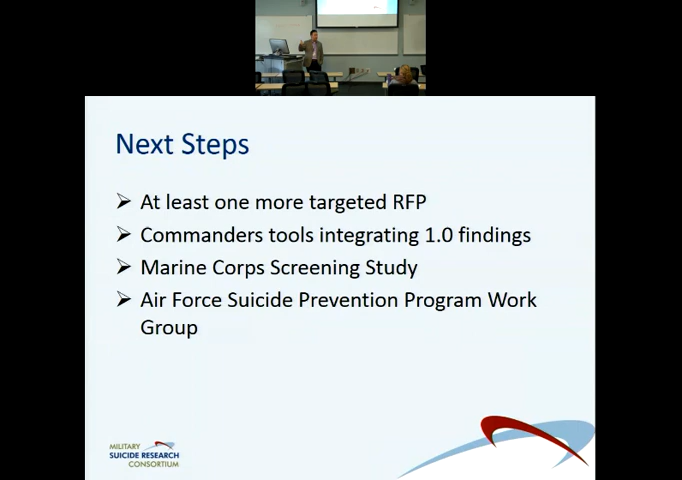 Next Steps
At least one more targeted RFP
Commanders tools integrating 1.0 findings
Marine Corps Screening Study
Air Force Suicide Prevention Program Work
Group
MILITARY
SUICIDE RESEARCH
CONSORTIUM